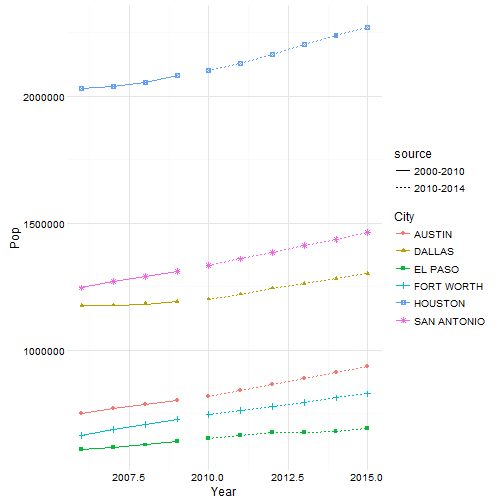 2000000
1500000
1000000
Pop
2007.5
2010.0
2012.5
2015.0
Year
source
2000-2010
2010-2014
City
AUSTIN
DALLAS
EL PASO
FORT WORTH
HOUSTON
SAN ANTONIO